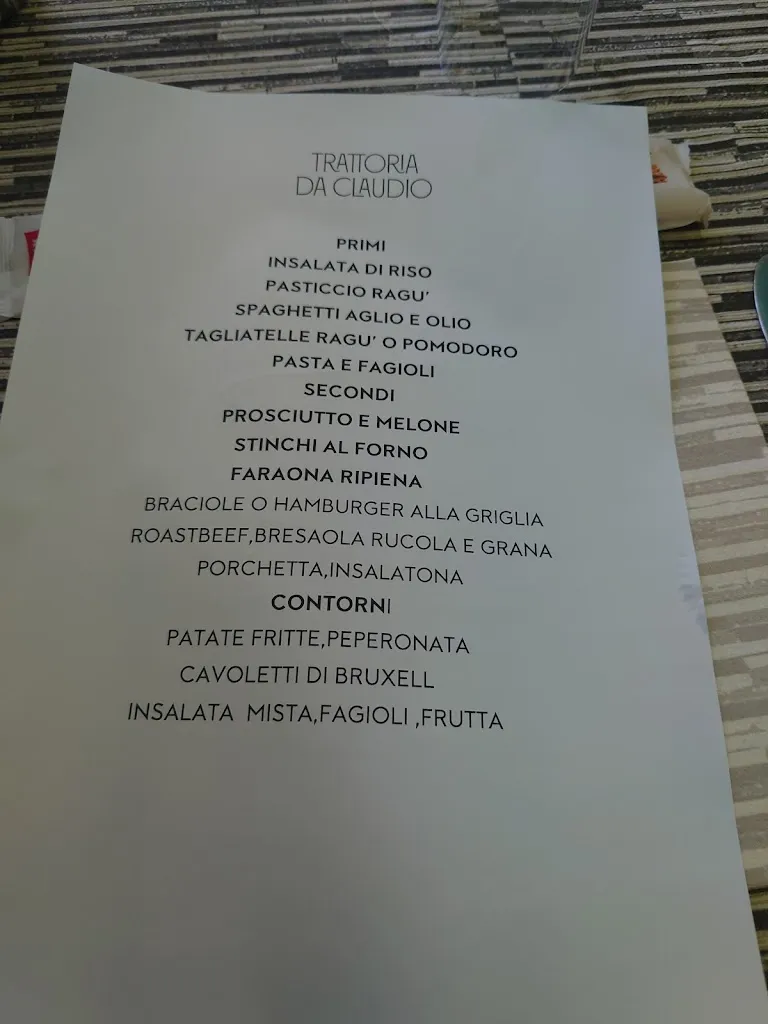 TRATTORIA
DA CLAUDIO
PRIMI
INSALATA DI RISO
PASTICCIO RAGU'
SPAGHETTI AGLIO E OLIO
TAGLIATELLE RAGU' O POMODORO
PASTA E FAGIOLI
SECONDI
PROSCIUTTO E MELONE
STINCHI AL FORNO
FARAONA RIPIENA
BRACIOLE O HAMBURGER ALLA GRIGLIA
ROASTBEEF,BRESAOLA RUCOLA E GRANA
PORCHETTA,INSALATONA
CONTORNI
PATATE FRITTE,PEPERONATA
CAVOLETTI DI BRUXELL
INSALATA  MISTA,FAGIOLI ,FRUTTA